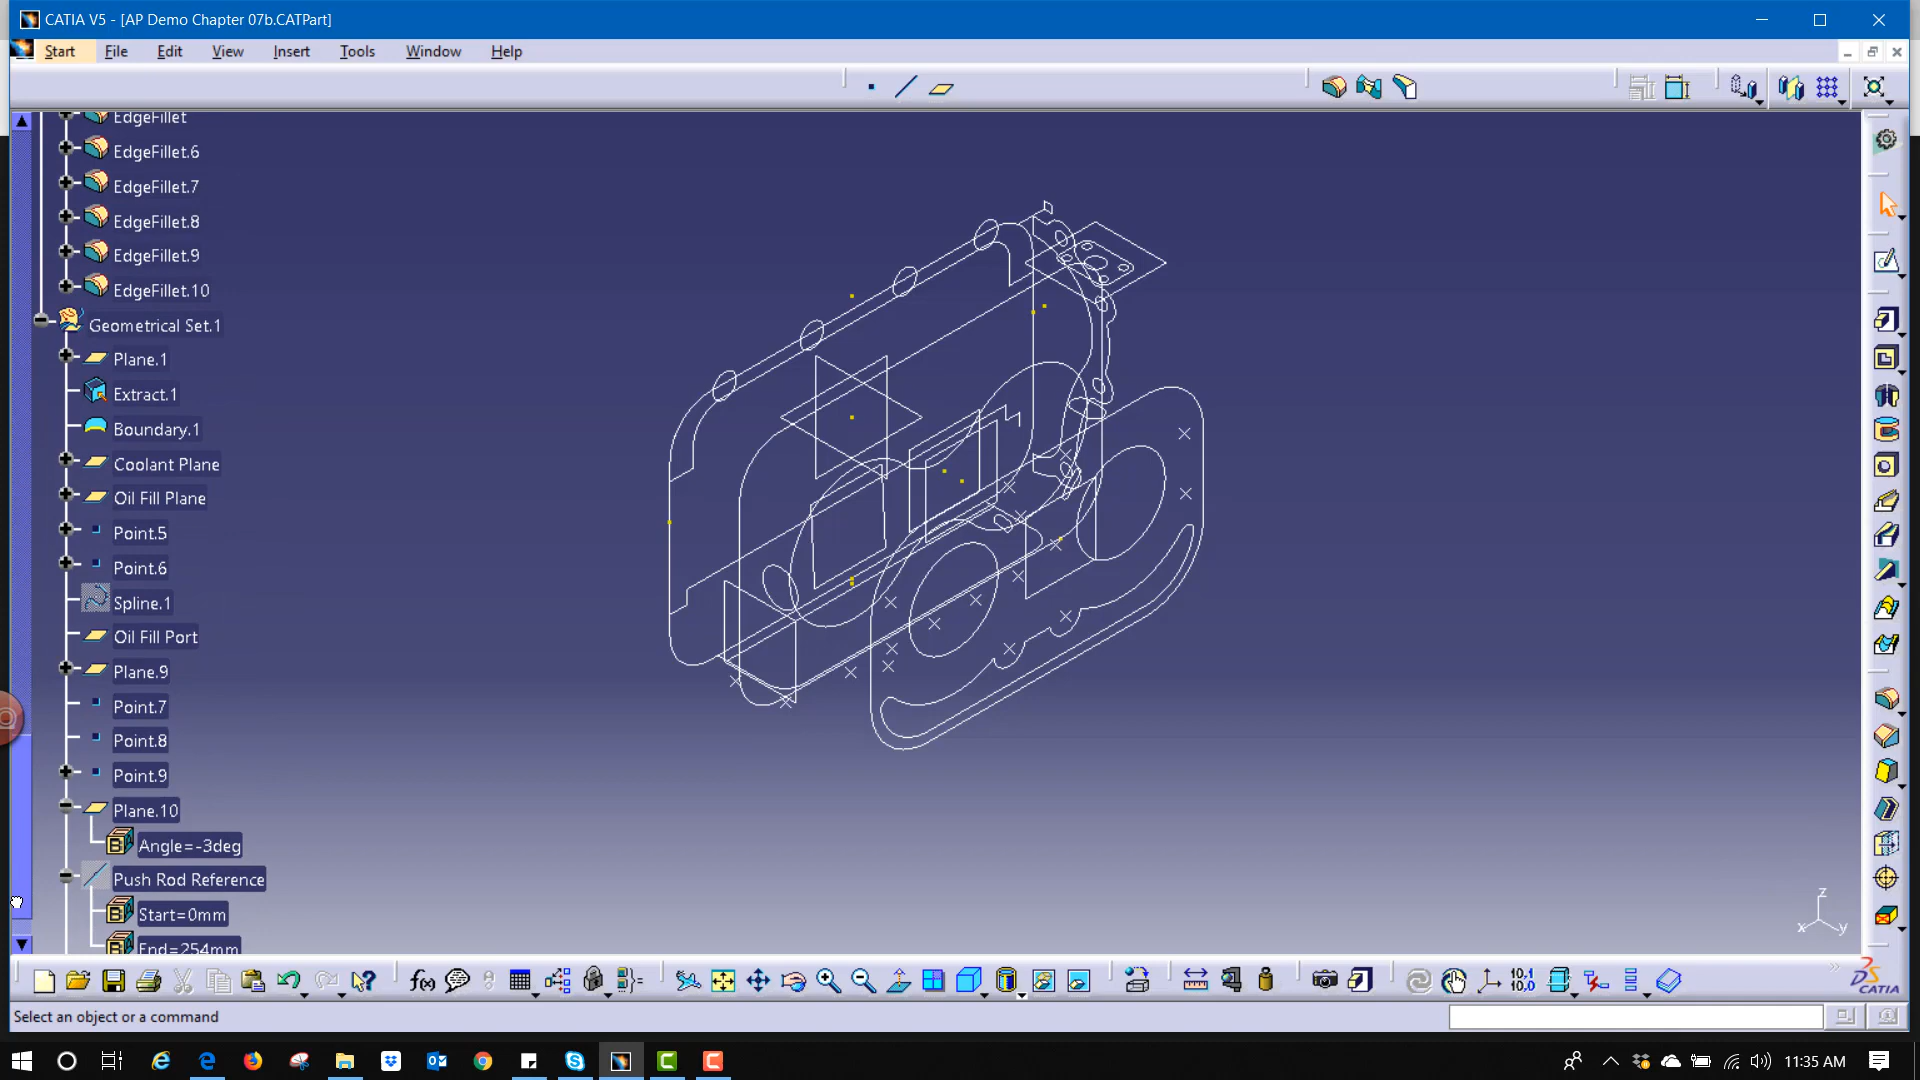 CATIA V5 - [AP Demo Chapter 07b.CATPart]
Start File Edit View Insert Tools Window Help
EdgeFillet
EdgeFillet.6
EdgeFillet.7
EdgeFillet.8
EdgeFillet.9
EdgeFillet.10
Geometrical Set.1
Plane.1
Extract.1
Boundary.1
Coolant Plane
Oil Fill Plane
Point.5
Point.6
Spline.1
Oil Fill Port
Plane.9
Point.7
Point.8
Point.9
Plane.10
Angle=-3deg
Push Rod Reference
Start=0mm
End=254mm
z
x y
f(x)
10,1
10,0
CATIA
Select an object or a command
11:35 AM